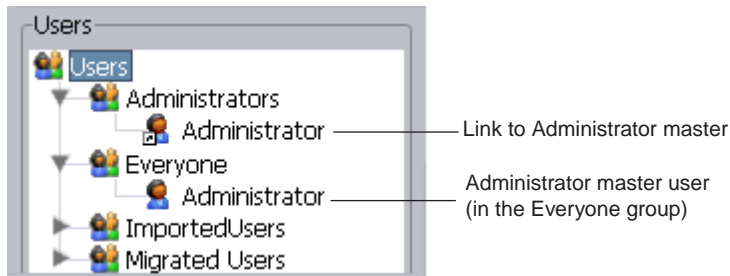 Users
Users
Administrators
Administrator
Link to Administrator master
Everyone
Administrator
Administrator master user
(in the Everyone group)
ImportedUsers
Migrated Users